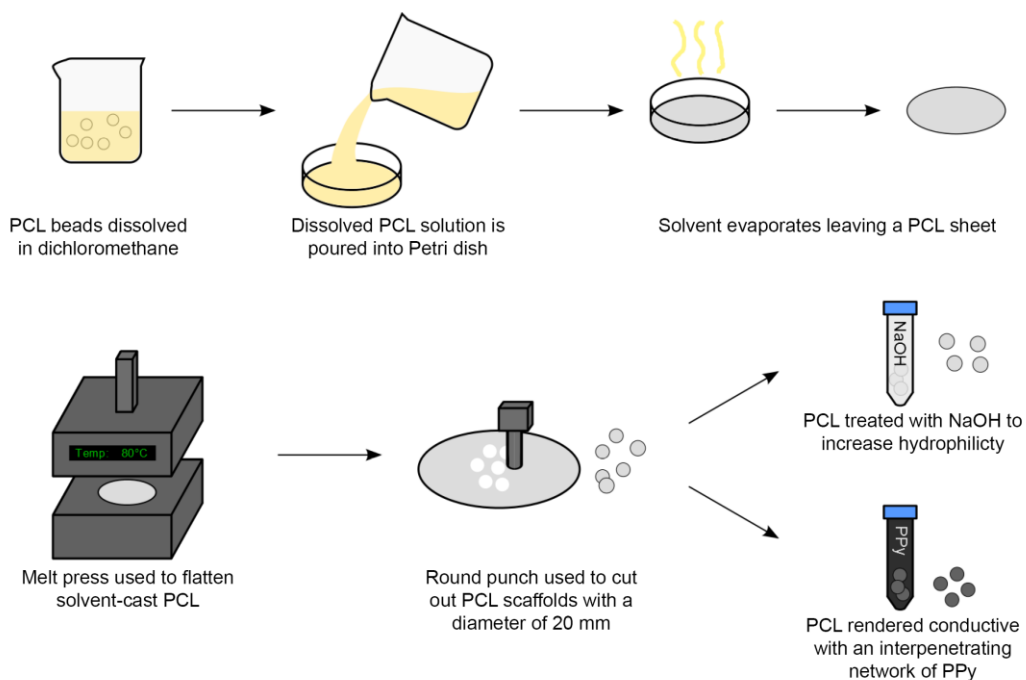 PCL beads dissolved
in dichloromethane
Dissolved PCL solution is
poured into Petri dish
Solvent evaporates leaving a PCL sheet
Temp: 80°C
Melt press used to flatten
solvent-cast PCL
Round punch used to cut
out PCL scaffolds with a
diameter of 20 mm
NaOH
PCL treated with NaOH to
increase hydrophilicty
PPy
PCL rendered conductive
with an interpenetrating
network of PPy